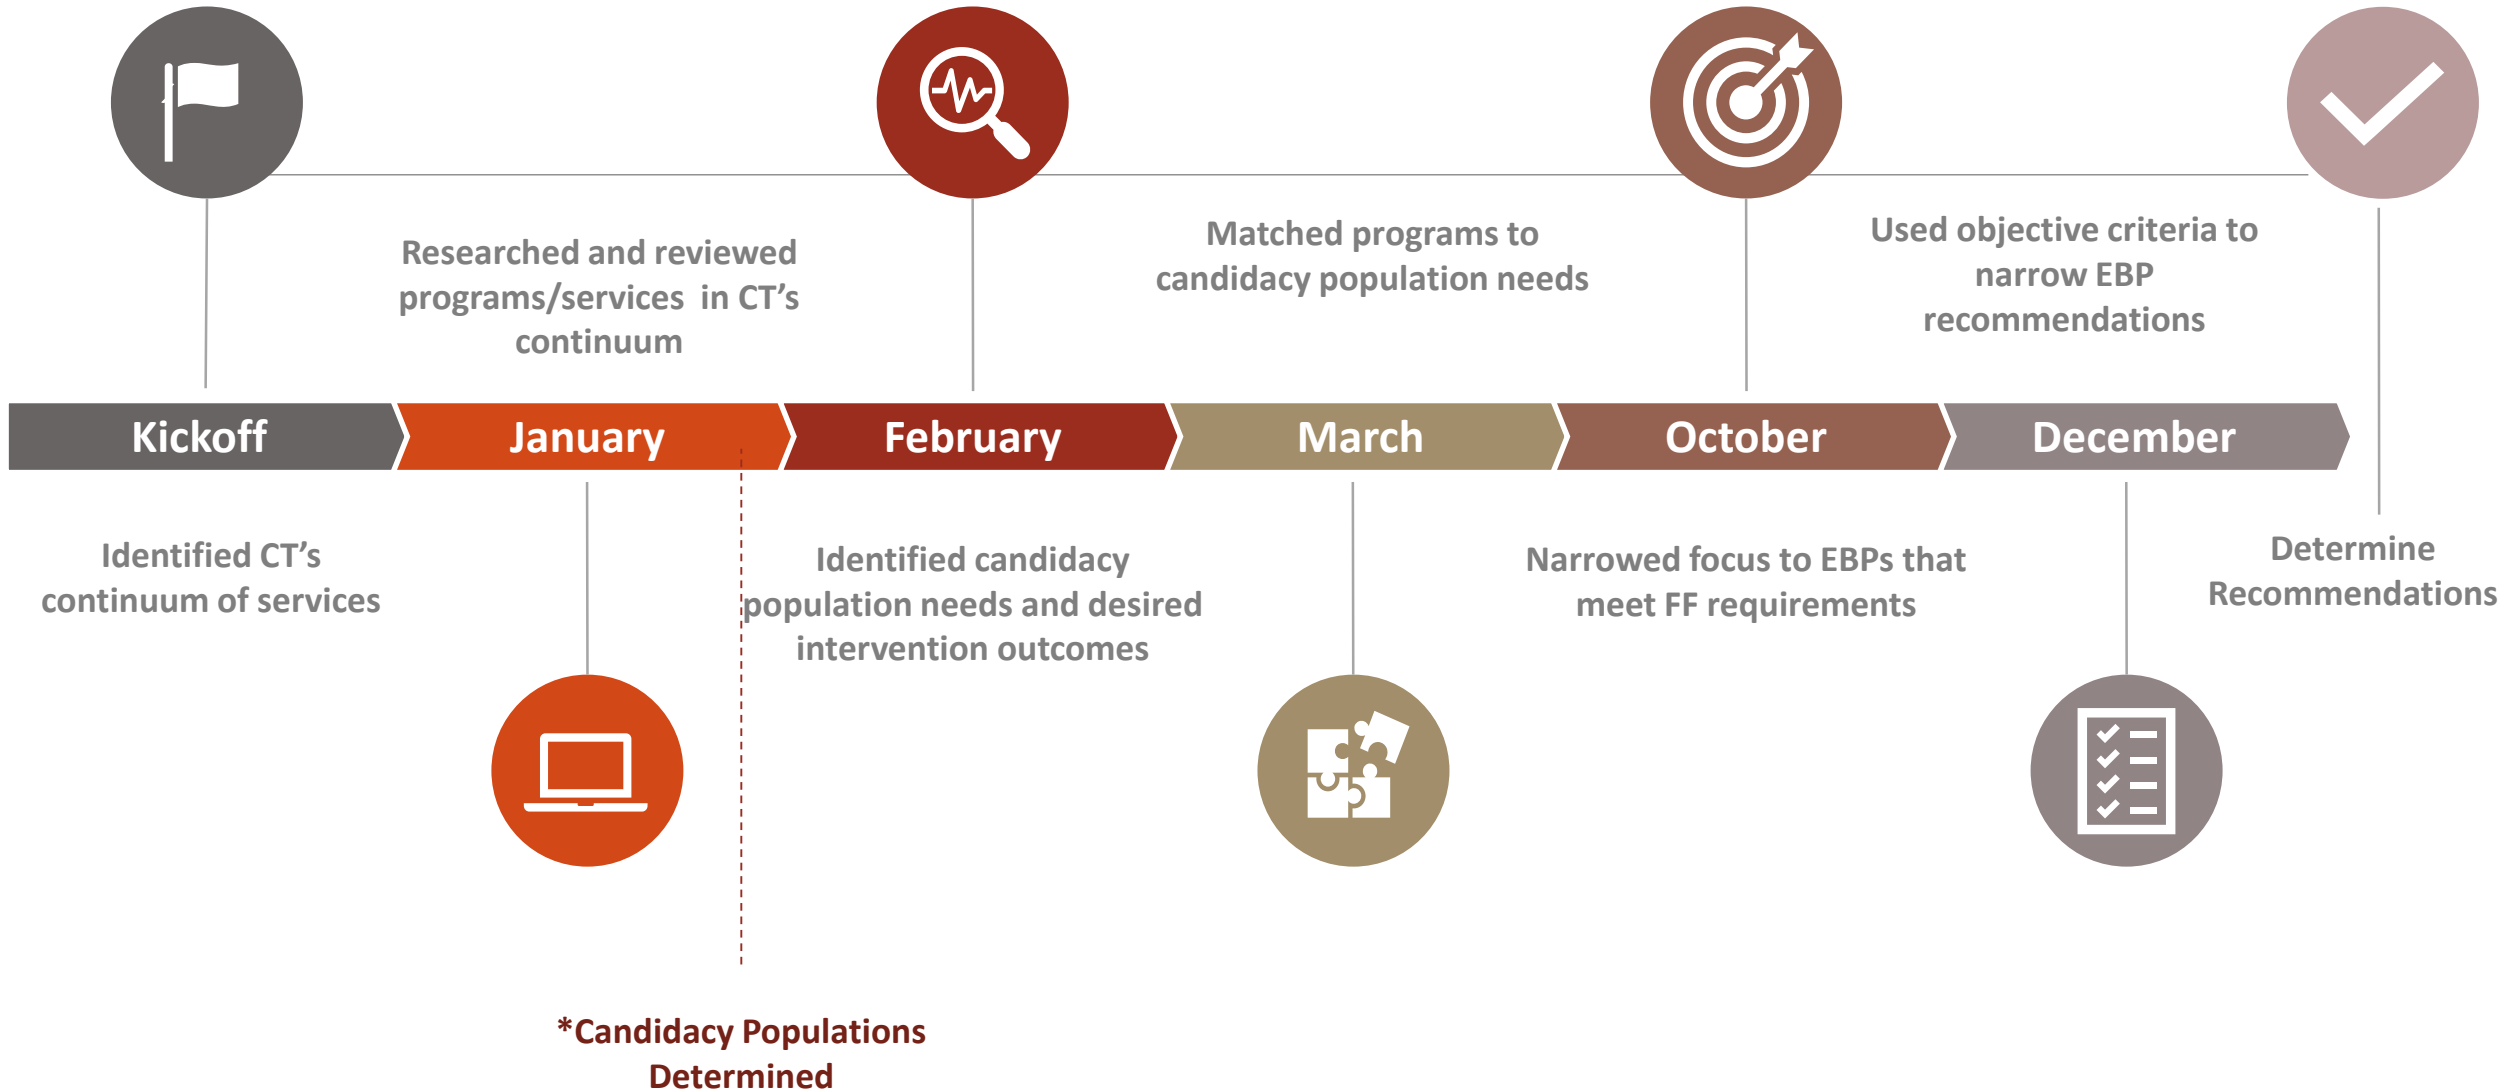 Researched and reviewed
programs/services  in CT’s
continuum
Matched programs to
candidacy population needs
Used objective criteria to
narrow EBP
recommendations
Kickoff
January
February
March
October
December
Identified CT’s
continuum of services
Identified candidacy
population needs and desired
intervention outcomes
Narrowed focus to EBPs that
meet FF requirements
Determine
Recommendations
*Candidacy Populations
Determined